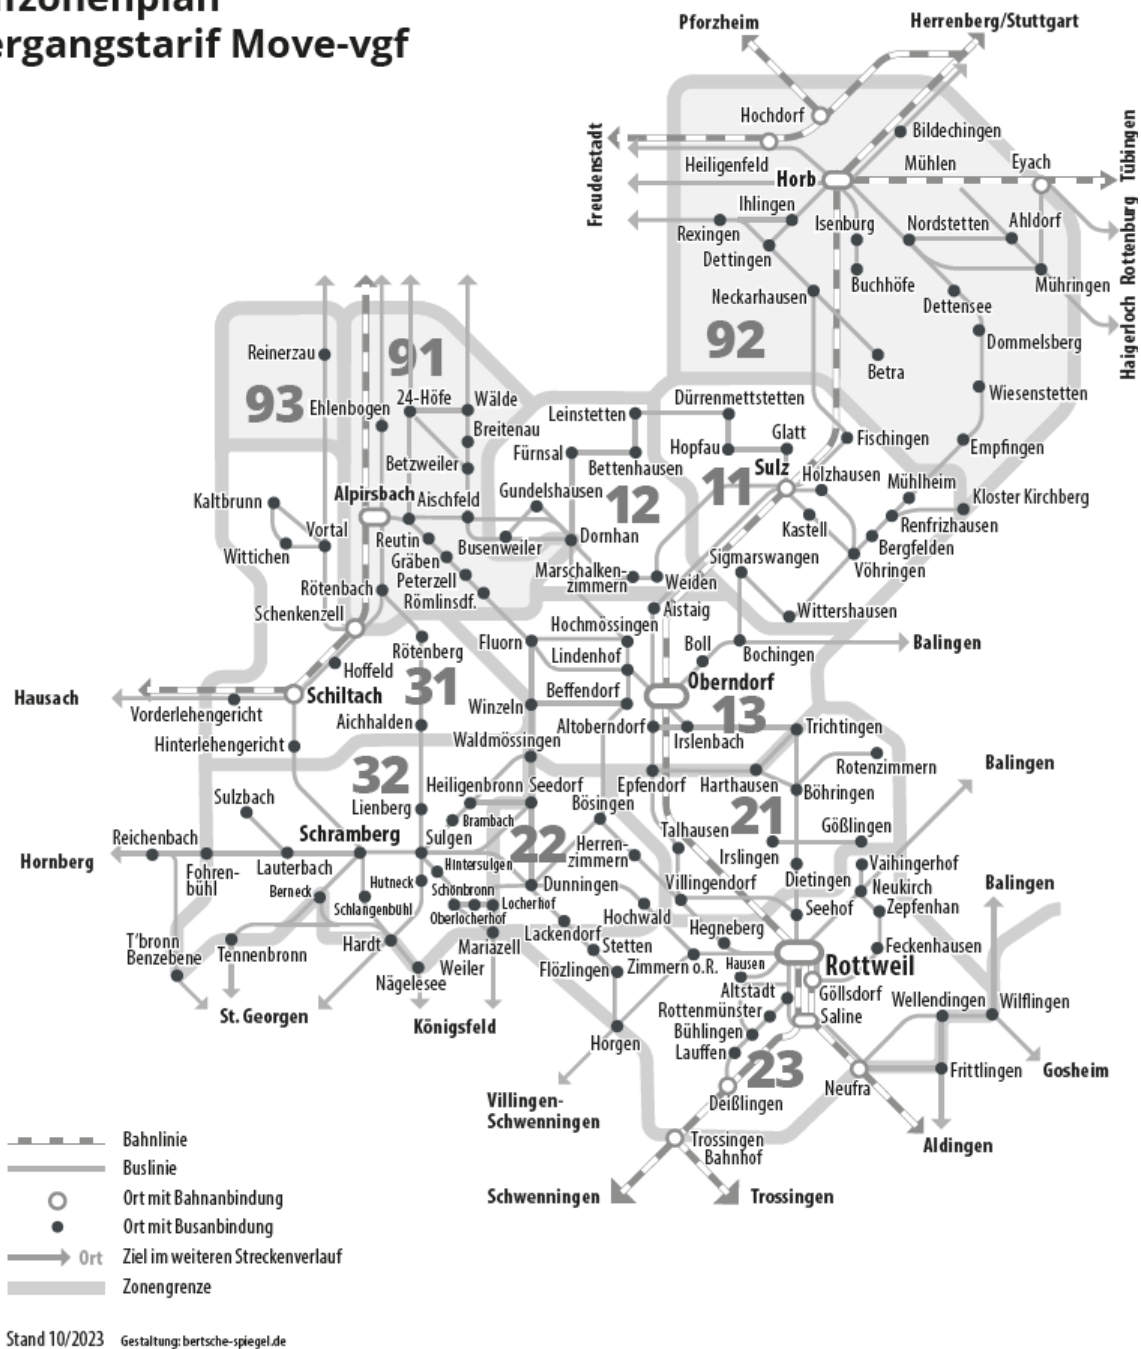 ergangstarif Move-vgf
Pforzheim
Herrenberg/Stuttgart
Hochdorf
Bildechingen
Freudenstadt
Heiligenfeld
Mühlen
Eyach
Tübingen
Horb
Ihlingen
Isenburg
Nordstetten
Ahldorf
Rottenburg
Rexingen
Dettingen
Buchhöfe
Mühringen
Neckarhausen
Dettensee
Haigerloch
92
Dommelsberg
Reinerzau
91
Betra
93
Ehlenbogen
24-Höfe
Wälde
Leinstetten
Dürrenmettstetten
Wiesenstetten
Breitenau
Glatt
Fischingen
Empfingen
Fürnsal
Bettenhausen
Hopfau
Betzweiler
Sulz
Holzhausen
Mühlheim
Kaltbrunn
Alpirsbach
Aischfeld
Gundelshausen
12
11
Kloster Kirchberg
Vortal
Kastell
Renfrizhausen
Wittichen
Reutin
Busenweiler
Dornhan
Bergfelden
Gräben
Sigmarswangen
Vöhringen
Rötenbach
Peterzell
Marschalken-
zimmern
Weiden
Römlinsdf.
Schenkenzell
Aistaig
Wittershausen
Hochmössingen
Rötenberg
Fluorn
Boll
Balingen
Hoffeld
Lindenhof
Bochingen
Hausach
Schiltach
31
Oberndorf
Vorderlehengericht
Beffendorf
Winzeln
13
Aichhalden
Altoberndorf
Trichtingen
Hinterlehengericht
Waldmössingen
Irslenbach
Rotenzimmern
Balingen
32
Heiligenbronn
Seedorf
Epfendorf
Harthausen
Böhringen
Sulzbach
Lienberg
Bösingen
21
Reichenbach
Schramberg
Sulgen
Brambach
Talhausen
Gößlingen
Hornberg
22
Herren-
zimmern
Irslingen
Vaihingerhof
Fohren-
bühl
Lauterbach
Hintersulgen
Dietingen
Balingen
Berneck
Hutneck
Schönbronn
Dunningen
Villingendorf
Neukirch
Schlangenbühl
Locherhof
Oberlocherhof
Hochwald
Seehof
Zepfenhan
T'bronn
Benzebene
Tennenbronn
Hardt
Mariazell
Lackendorf
Hegneberg
Feckenhausen
Weiler
Stetten
Nägelesee
Flözlingen
Zimmern o.R.
Hausen
Rottweil
St. Georgen
Altstadt
Göllsdorf
Wellendingen
Wilflingen
Königsfeld
Rottenmünster
Saline
Horgen
Bühlingen
Lauffen
23
Frittlingen
Gosheim
Neufra
Villingen-
Schwenningen
Deißlingen
Trossingen
Bahnhof
Aldingen
Schwenningen
Trossingen
Bahnlinie
Buslinie
Ort mit Bahnanbindung
Ort mit Busanbindung
Ort
Ziel im weiteren Streckenverlauf
Zonengrenze
Stand 10/2023
Gestaltung: bertsche-spiegel.de